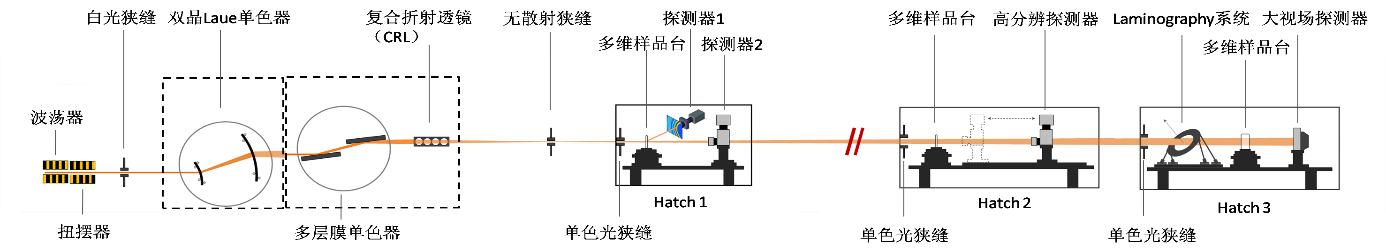 白光狭缝
双晶Laue单色器
复合折射透镜
（CRL）
无散射狭缝
探测器1
多维样品台
探测器2
多维样品台
高分辨探测器
Laminography系统
大视场探测器
多维样品台
波荡器
扭摆器
多层膜单色器
单色光狭缝
Hatch 1
单色光狭缝
Hatch 2
单色光狭缝
Hatch 3